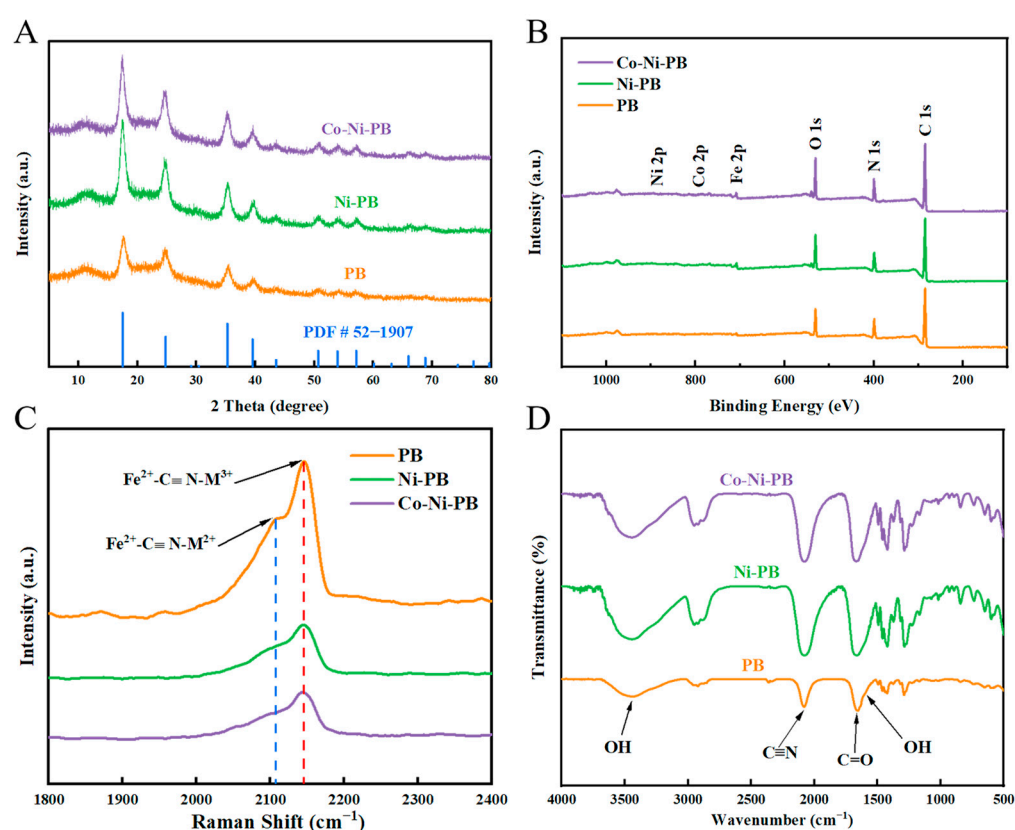 A
Co-Ni-PB
Ni-PB
PB
PDF # 52−1907
Intensity (a.u.)
10 20 30 40 50 60 70 80
2 Theta (degree)
B
Co-Ni-PB
Ni-PB
PB
Ni 2p
Co 2p
Fe 2p
O 1s
N 1s
C 1s
Intensity (a.u.)
1000 800 600 400 200
Binding Energy (eV)
C
Fe²⁺-C≡N-M³⁺
Fe²⁺-C≡N-M²⁺
PB
Ni-PB
Co-Ni-PB
Intensity (a.u.)
1800 1900 2000 2100 2200 2300 2400
Raman Shift (cm⁻¹)
D
Co-Ni-PB
Ni-PB
PB
OH
C≡N
C=O
OH
Transmittance (%)
4000 3500 3000 2500 2000 1500 1000 500
Wavenumber (cm⁻¹)